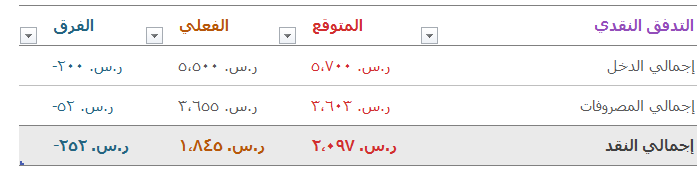 التدفق النقدي المتوقع الفعلي الفرق
إجمالي الدخل ر.س. ٥،٧٠٠ ر.س. ٥،٥٠٠ ر.س. ٢٠٠-
إجمالي المصروفات ر.س. ٣،٦٠٣ ر.س. ٣،٦٥٥ ر.س. ٥٢-
إجمالي النقد ر.س. ٢،٠٩٧ ر.س. ١،٨٤٥ ر.س. ٢٥٢-